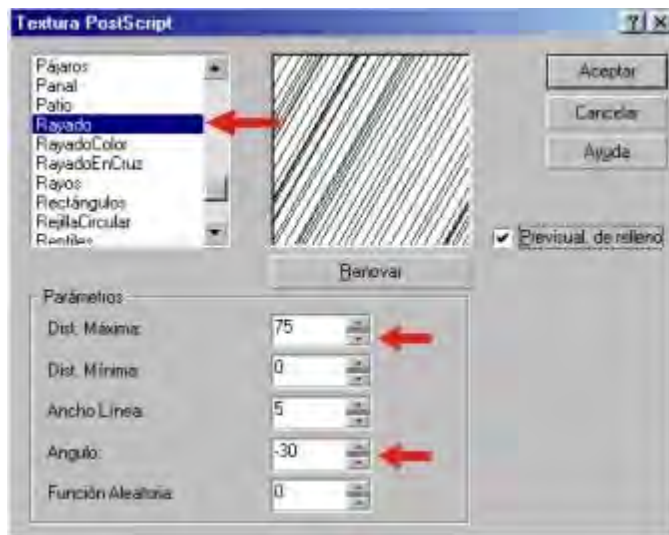 Textura PostScript
Pájaros
Panal
Patio
Rayado
RayadoColor
RayadoEnCruz
Rayos
Rectángulos
RejillaCircular
Reptiles
Aceptar
Cancelar
Ayuda
Previsual. de relleno
Renovar
Parámetros
Dist. Máxima: 75
Dist. Mínima: 0
Ancho Línea: 5
Angulo: -30
Función Aleatoria: 0